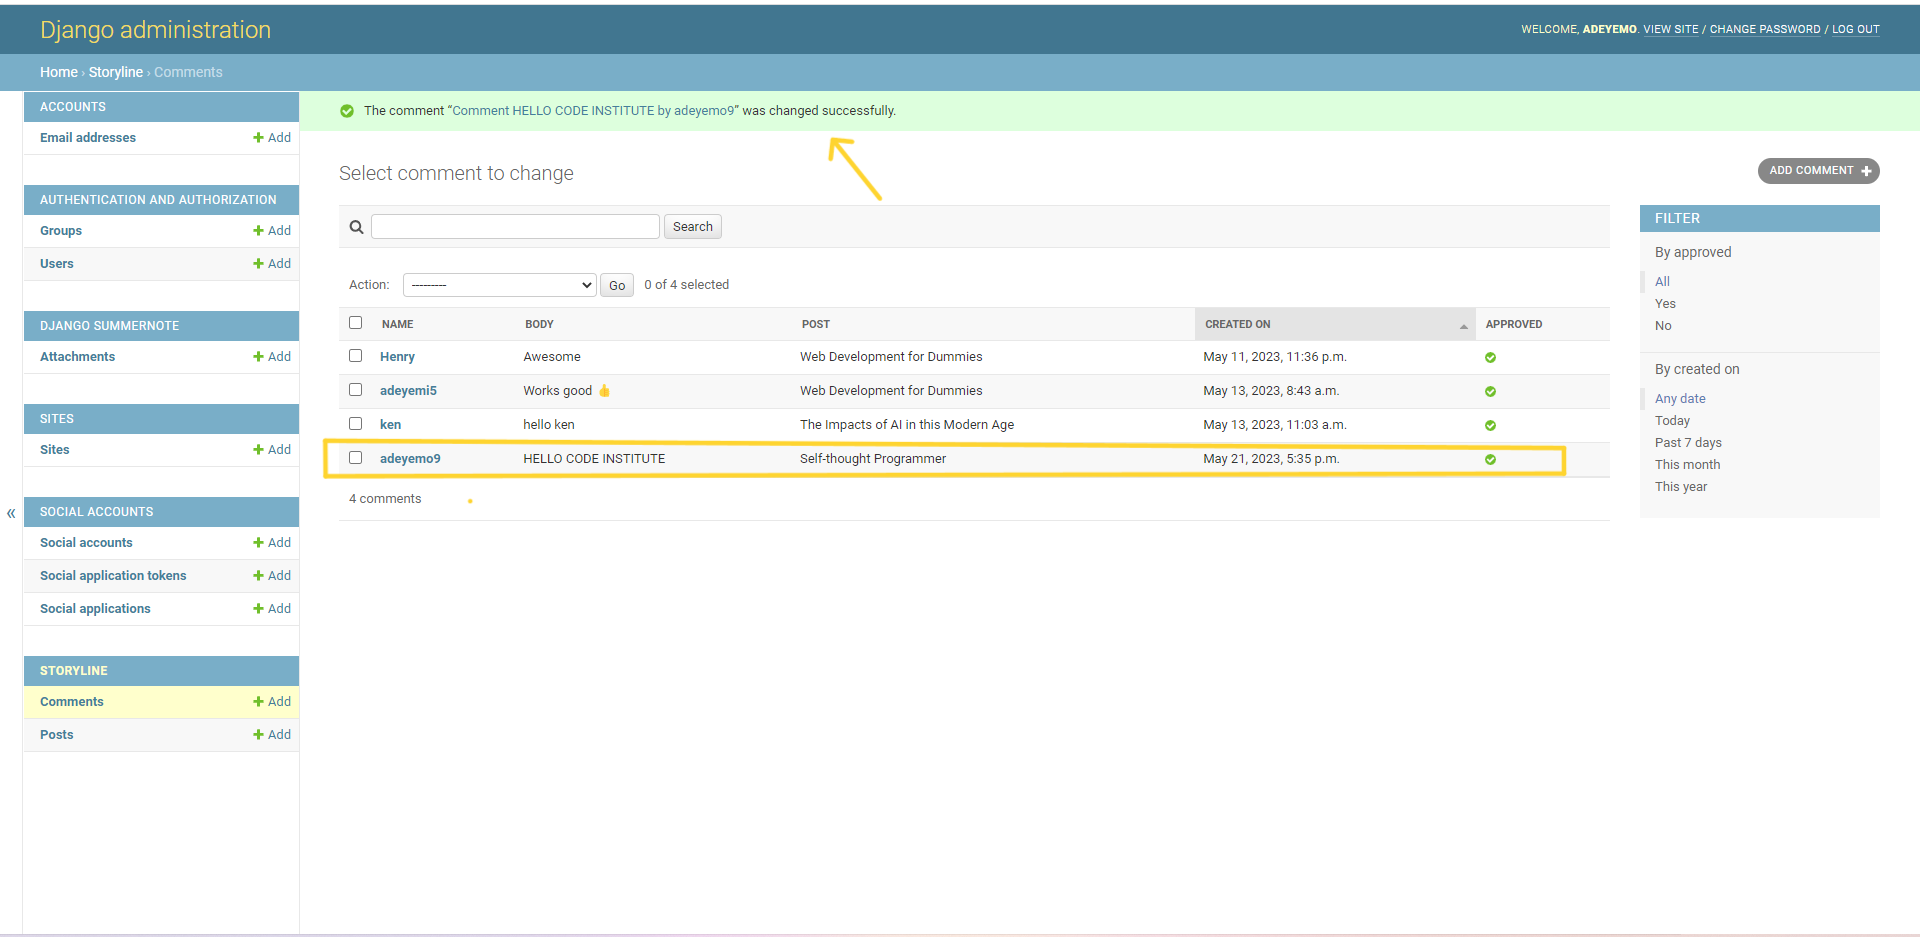 Django administration
WELCOME, ADEYEMO. VIEW SITE / CHANGE PASSWORD / LOG OUT
Home › Storyline › Comments
ACCOUNTS
Email addresses + Add
AUTHENTICATION AND AUTHORIZATION
Groups + Add
Users + Add
DJANGO SUMMERNOTE
Attachments + Add
SITES
Sites + Add
«
SOCIAL ACCOUNTS
Social accounts + Add
Social application tokens + Add
Social applications + Add
STORYLINE
Comments + Add
Posts + Add
The comment “Comment HELLO CODE INSTITUTE by adeyemo9” was changed successfully.
Select comment to change
ADD COMMENT +
Search
Action: --------- Go 0 of 4 selected
NAME BODY POST CREATED ON APPROVED
Henry Awesome Web Development for Dummies May 11, 2023, 11:36 p.m.
adeyemi5 Works good 👍 Web Development for Dummies May 13, 2023, 8:43 a.m.
ken hello ken The Impacts of AI in this Modern Age May 13, 2023, 11:03 a.m.
adeyemo9 HELLO CODE INSTITUTE Self-thought Programmer May 21, 2023, 5:35 p.m.
4 comments
FILTER
By approved
All
Yes
No
By created on
Any date
Today
Past 7 days
This month
This year